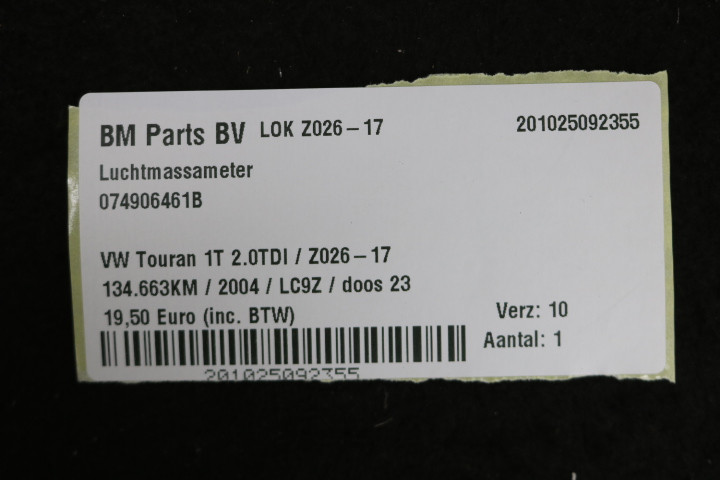 BM Parts BV LOK Z026-17 201025092355
Luchtmassameter
074906461B
VW Touran 1T 2.0TDI / Z026-17
134.663KM / 2004 / LC9Z / doos 23
19,50 Euro (inc. BTW) Verz: 10
Aantal: 1
201025092355